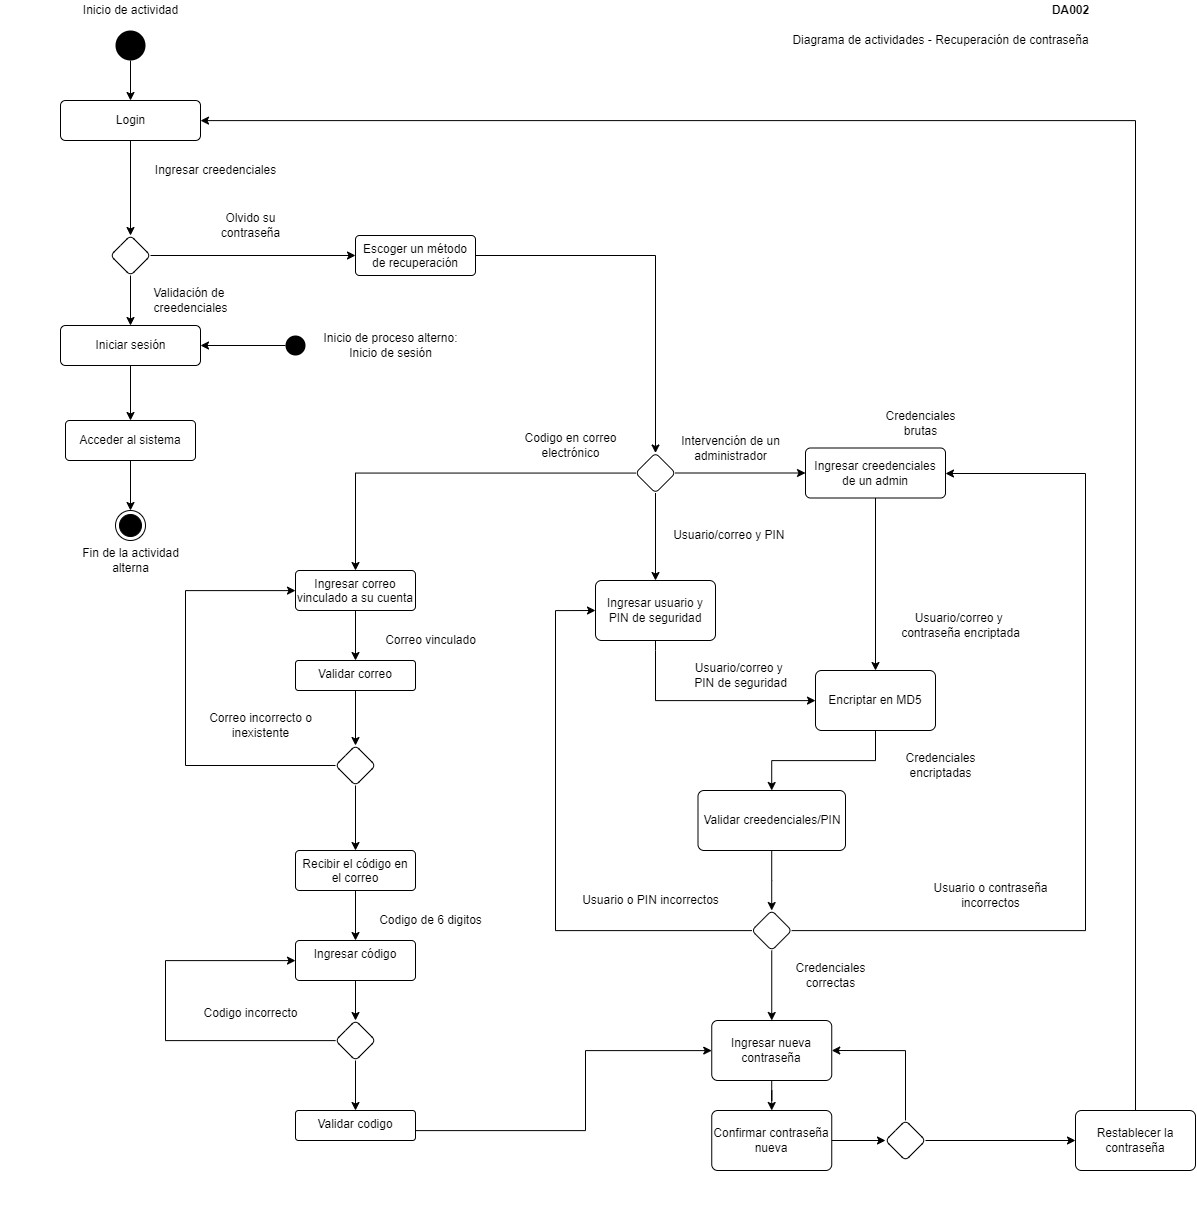 Inicio de actividad
DA002
Diagrama de actividades - Recuperación de contraseña
Login
Ingresar creedenciales
Olvido su
contraseña
Escoger un método
de recuperación
Validación de
creedenciales
Iniciar sesión
Inicio de proceso alterno:
Inicio de sesión
Acceder al sistema
Fin de la actividad
alterna
Codigo en correo
electrónico
Intervención de un
administrador
Credenciales
brutas
Ingresar creedenciales
de un admin
Usuario/correo y PIN
Ingresar correo
vinculado a su cuenta
Ingresar usuario y
PIN de seguridad
Usuario/correo y
contraseña encriptada
Correo vinculado
Validar correo
Usuario/correo y
PIN de seguridad
Encriptar en MD5
Correo incorrecto o
inexistente
Credenciales
encriptadas
Validar creedenciales/PIN
Recibir el código en
el correo
Usuario o PIN incorrectos
Usuario o contraseña
incorrectos
Codigo de 6 digitos
Ingresar código
Credenciales
correctas
Codigo incorrecto
Ingresar nueva
contraseña
Validar codigo
Confirmar contraseña
nueva
Restablecer la
contraseña